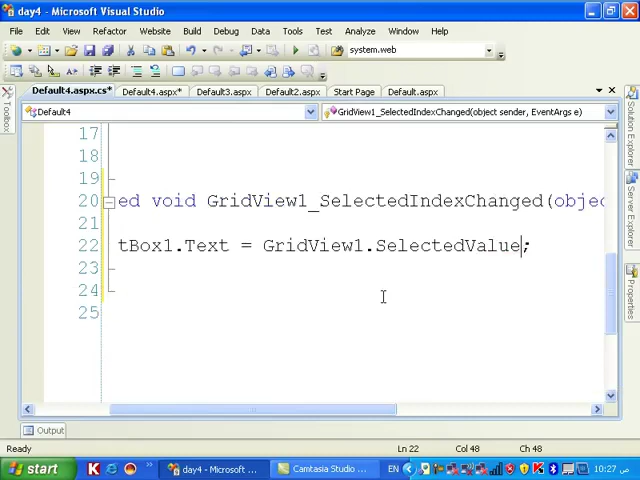 day4 - Microsoft Visual Studio
File Edit View Refactor Website Build Debug Data Tools Test Analyze Window Help
system.web
Default4.aspx.cs* Default4.aspx* Default3.aspx Default2.aspx Start Page Default.aspx
Default4 GridView1_SelectedIndexChanged(object sender, EventArgs e)
Toolbox
Solution Explorer
Server Explorer
Properties
17
18
19
20 ed void GridView1_SelectedIndexChanged(objec
21
22 tBox1.Text = GridView1.SelectedValue;
23
24
25
Output
Ready Ln 22 Col 48 Ch 48
start day4 - Microsoft ... Camtasia Studio ... EN 10:27 ص